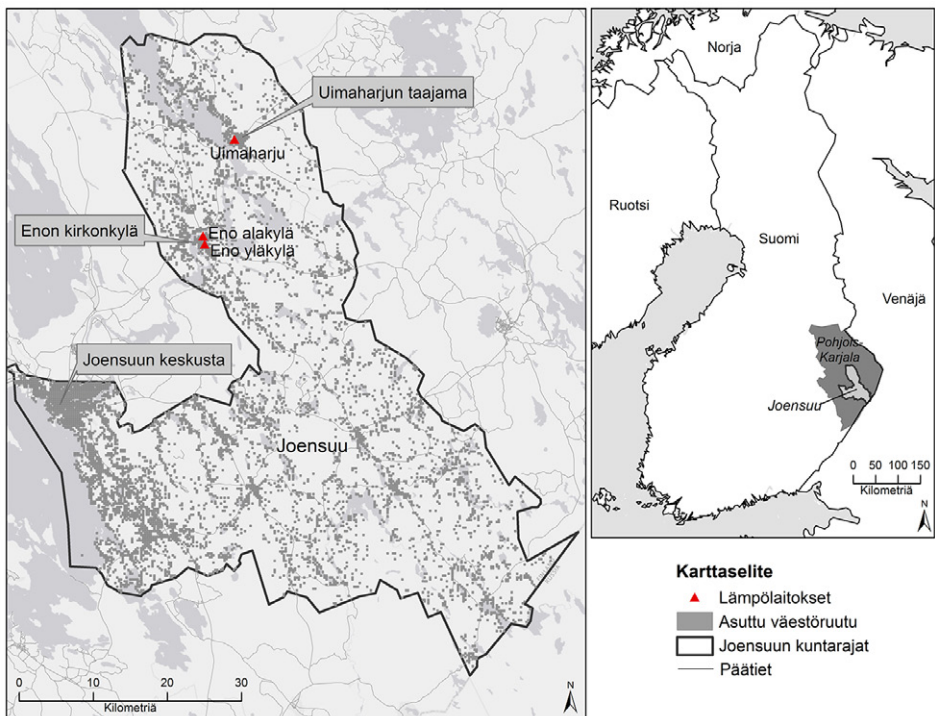 Uimaharjun taajama
Uimaharju
Enon kirkonkylä
Eno alakylä
Eno yläkylä
Joensuun keskusta
Joensuu
0 10 20 30
Kilometriä
N
Norja
Ruotsi
Suomi
Venäjä
Pohjois-
Karjala
Joensuu
0 50 100 150
Kilometriä
N
Karttaselite
Lämpölaitokset
Asuttu väestöruutu
Joensuun kuntarajat
Päätiet